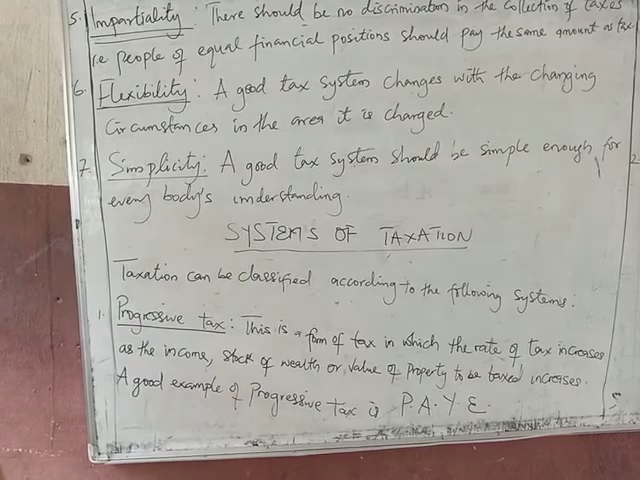 5. Impartiality: There should be no discrimination in the collection of taxes
i.e people of equal financial positions should pay the same amount as tax.
6. Flexibility: A good tax system changes with the changing
circumstances in the area it is charged.
7. Simplicity: A good tax system should be simple enough for
every body's understanding.
SYSTEMS OF TAXATION
Taxation can be classified according to the following systems:
1. Progressive tax: This is a form of tax in which the rate of tax increases
as the income, stock of wealth or value of property to be taxed increases.
A good example of Progressive tax is P.A.Y.E.